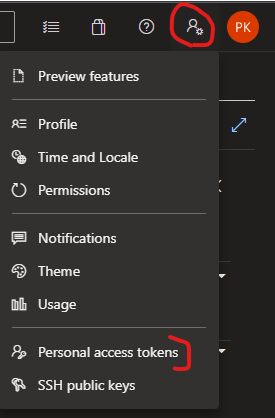 PK
Preview features
Profile
Time and Locale
Permissions
Notifications
Theme
Usage
Personal access tokens
SSH public keys